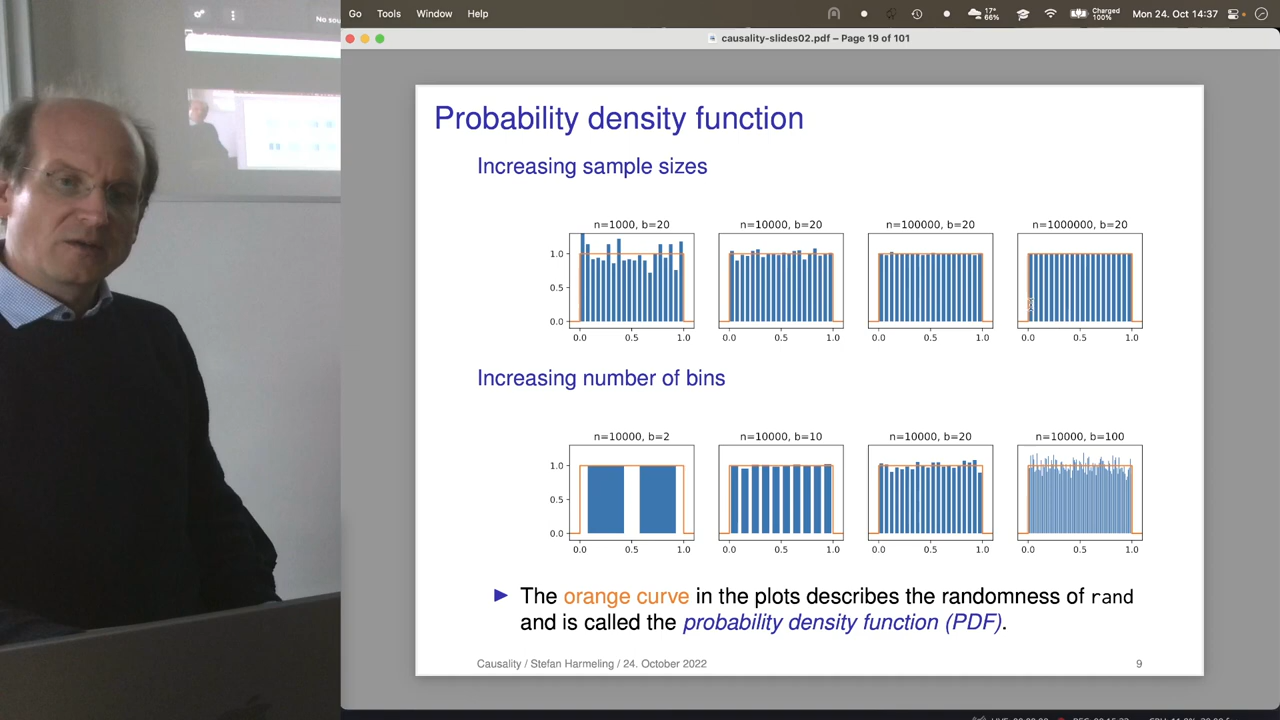 No sou
Go Tools Window Help
17°
66%
Charged
100%
Mon 24. Oct 14:37
causality-slides02.pdf – Page 19 of 101
Probability density function
Increasing sample sizes
n=1000, b=20 n=10000, b=20 n=100000, b=20 n=1000000, b=20
1.0
0.5
0.0
0.0 0.5 1.0 0.0 0.5 1.0 0.0 0.5 1.0 0.0 0.5 1.0
Increasing number of bins
n=10000, b=2 n=10000, b=10 n=10000, b=20 n=10000, b=100
1.0
0.5
0.0
0.0 0.5 1.0 0.0 0.5 1.0 0.0 0.5 1.0 0.0 0.5 1.0
► The orange curve in the plots describes the randomness of rand
and is called the probability density function (PDF).
Causality / Stefan Harmeling / 24. October 2022 9